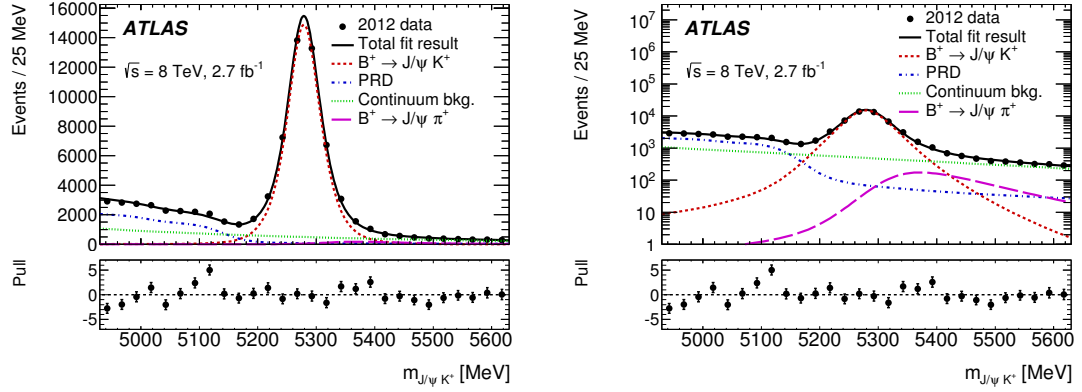 Events / 25 MeV
16000
14000
12000
10000
8000
6000
4000
2000
0
ATLAS
√s = 8 TeV, 2.7 fb⁻¹
2012 data
Total fit result
B⁺ → J/ψ K⁺
PRD
Continuum bkg.
B⁺ → J/ψ π⁺
Pull
5
0
−5
5000 5100 5200 5300 5400 5500 5600
m_{J/ψ K⁺} [MeV]
Events / 25 MeV
10⁷
10⁶
10⁵
10⁴
10³
10²
10
1
ATLAS
√s = 8 TeV, 2.7 fb⁻¹
2012 data
Total fit result
B⁺ → J/ψ K⁺
PRD
Continuum bkg.
B⁺ → J/ψ π⁺
Pull
5
0
−5
5000 5100 5200 5300 5400 5500 5600
m_{J/ψ K⁺} [MeV]